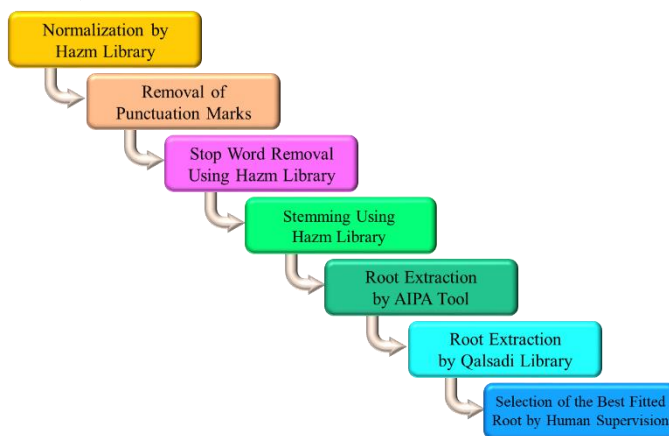 Normalization by
Hazm Library
Removal of
Punctuation Marks
Stop Word Removal
Using Hazm Library
Stemming Using
Hazm Library
Root Extraction
by AIPA Tool
Root Extraction
by Qalsadi Library
Selection of the Best Fitted
Root by Human Supervision